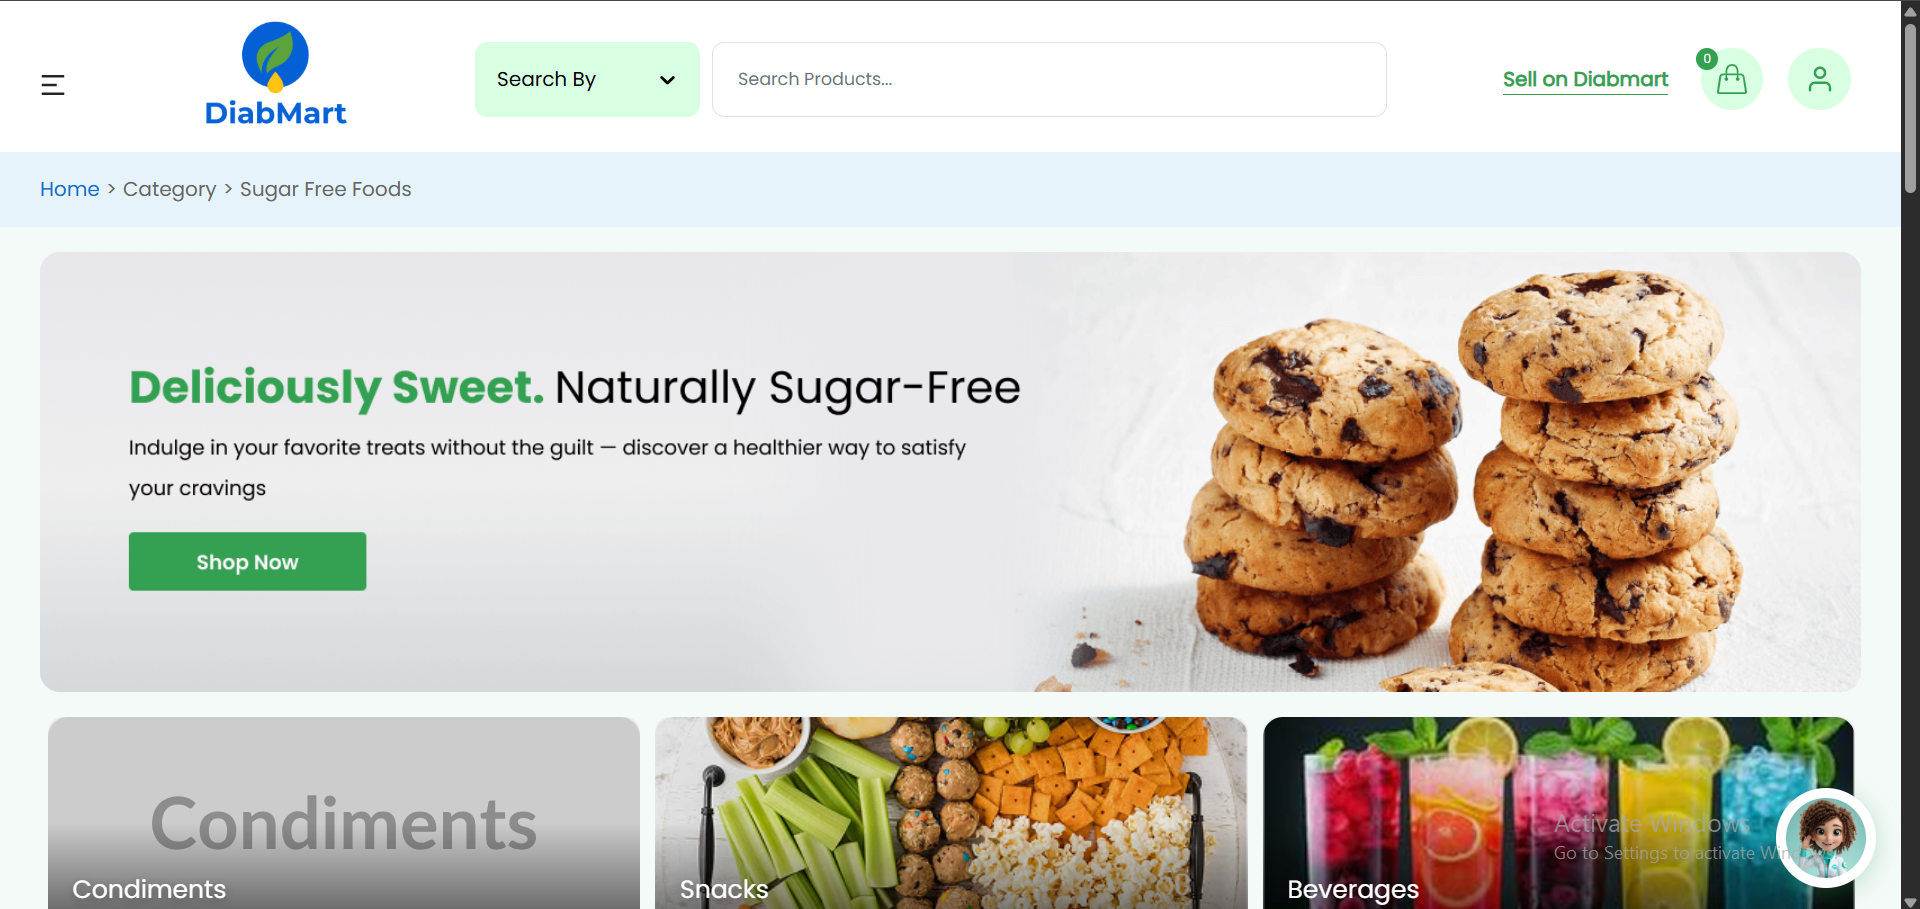 DiabMart
Search By
Search Products...
Sell on Diabmart
0
Home > Category > Sugar Free Foods
Deliciously Sweet. Naturally Sugar-Free
Indulge in your favorite treats without the guilt — discover a healthier way to satisfy
your cravings
Shop Now
Condiments
Condiments
Snacks
Beverages
Activate Windows
Go to Settings to activate Win